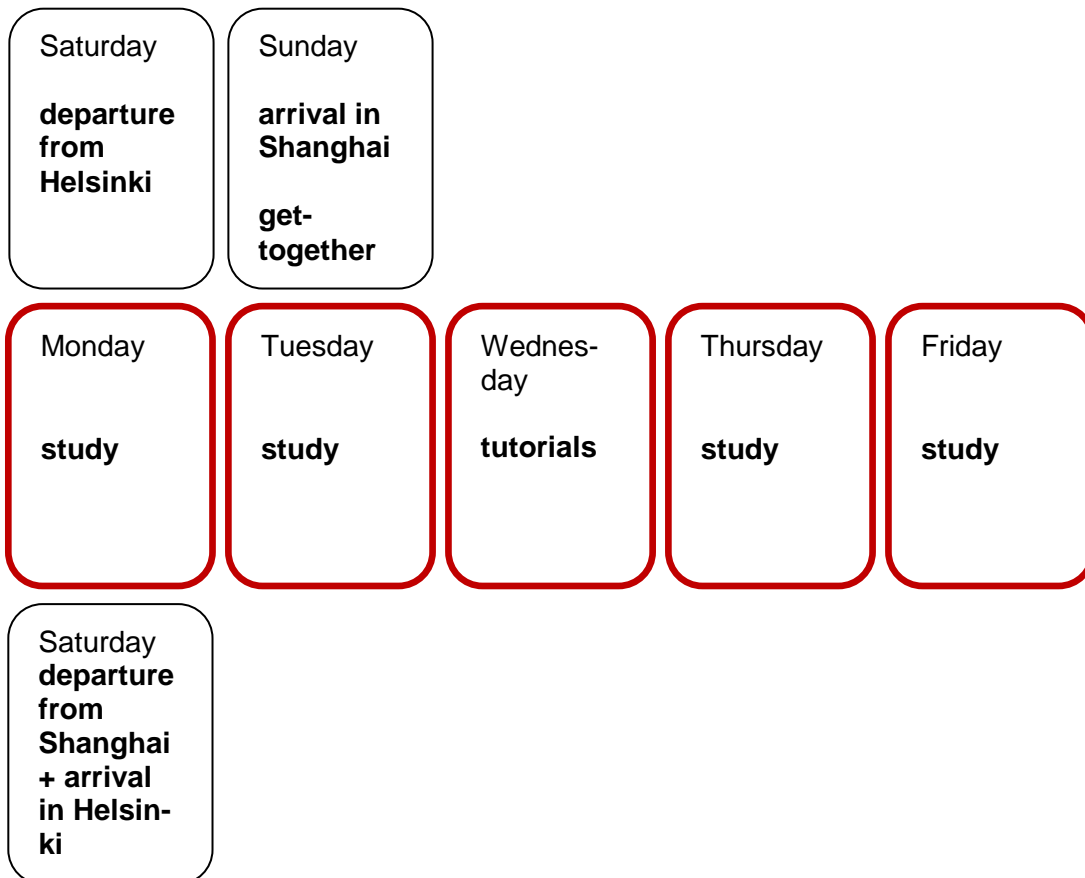 Saturday
departure
from
Helsinki
Sunday
arrival in
Shanghai
get-
together
Monday
study
Tuesday
study
Wednes-
day
tutorials
Thursday
study
Friday
study
Saturday
departure
from
Shanghai
+ arrival
in Helsin-
ki